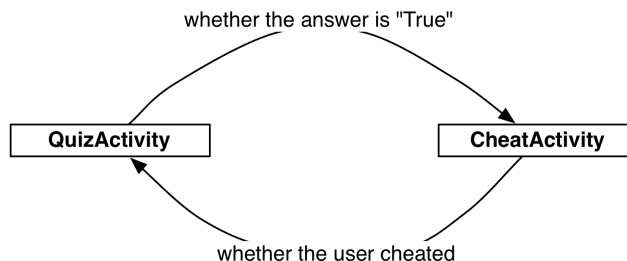 whether the answer is "True"
QuizActivity
CheatActivity
whether the user cheated